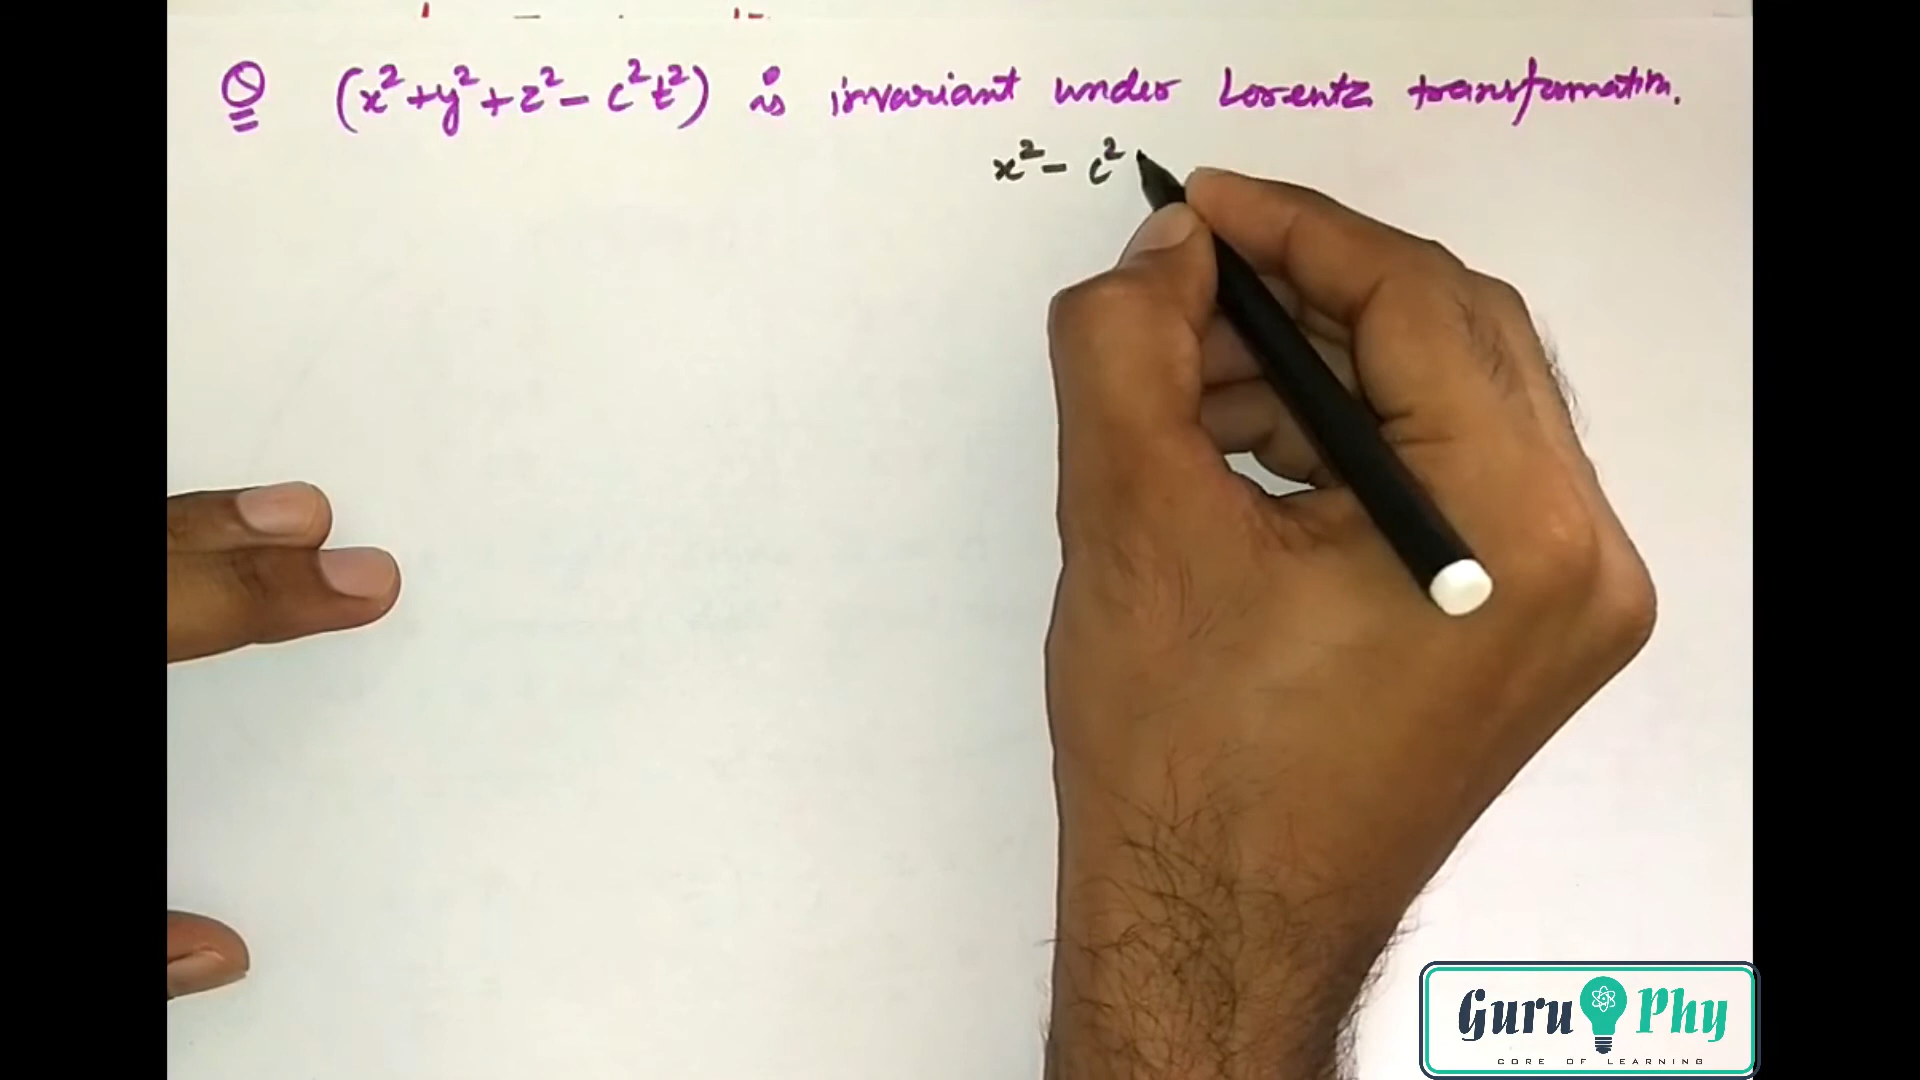 Q (x²+y²+z²-c²t²) is invariant under Lorentz transformation.
x²- c²
Guru Phy
CORE OF LEARNING